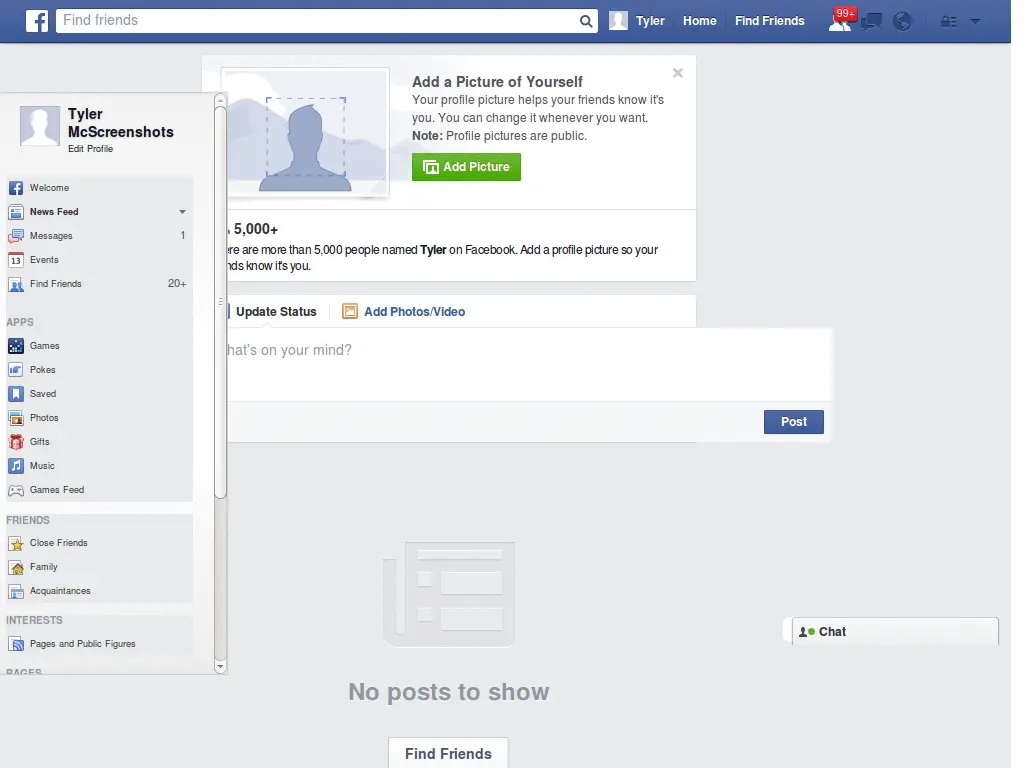 Find friends
Tyler
Home
Find Friends
99+
Tyler
McScreenshots
Edit Profile
Welcome
News Feed
Messages 1
Events
Find Friends 20+
APPS
Games
Pokes
Saved
Photos
Gifts
Music
Games Feed
FRIENDS
Close Friends
Family
Acquaintances
INTERESTS
Pages and Public Figures
PAGES
Add a Picture of Yourself
Your profile picture helps your friends know it's
you. You can change it whenever you want.
Note: Profile pictures are public.
Add Picture
5,000+
ere are more than 5,000 people named Tyler on Facebook. Add a profile picture so your
nds know it's you.
Update Status
Add Photos/Video
hat's on your mind?
Post
No posts to show
Find Friends
Chat